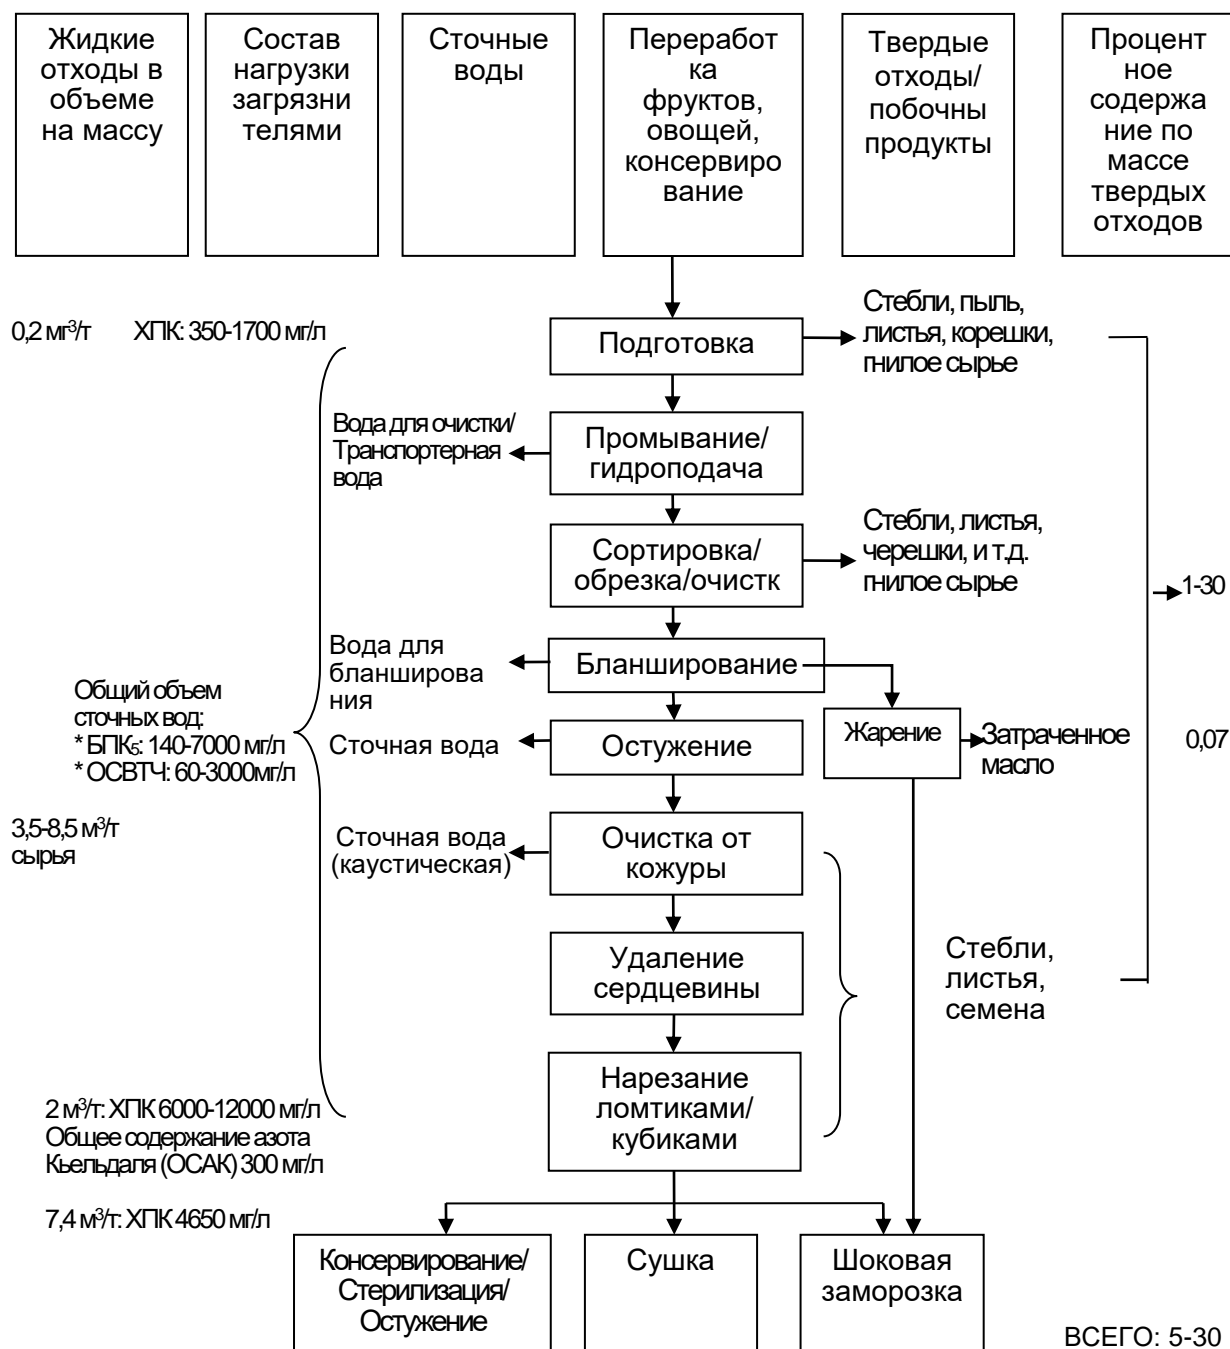 Жидкие
отходы в
объеме
на массу
Состав
нагрузки
загрязни
телями
Сточные
воды
Переработ
ка
фруктов,
овощей,
консервиро
вание
Твердые
отходы/
побочны
продукты
Процент
ное
содержа
ние по
массе
твердых
отходов
0,2 мг³/т
ХПК: 350-1700 мг/л
Подготовка
Стебли, пыль,
листья, корешки,
гнилое сырье
Вода для очистки/
Транспортерная
вода
Промывание/
гидроподача
Сортировка/
обрезка/очистк
Стебли, листья,
черешки, и т.д.
гнилое сырье
1-30
Вода для
бланширова
ния
Бланширование
Общий объем
сточных вод:
* БПК₅: 140-7000 мг/л
* ОСВТЧ: 60-3000мг/л
Сточная вода
Остужение
Жарение
Затраченное
масло
0,07
3,5-8,5 м³/т
сырья
Сточная вода
(каустическая)
Очистка от
кожуры
Удаление
сердцевины
Стебли,
листья,
семена
Нарезание
ломтиками/
кубиками
2 м³/т: ХПК 6000-12000 мг/л
Общее содержание азота
Кьельдаля (ОСАК) 300 мг/л
7,4 м³/т: ХПК 4650 мг/л
Консервирование/
Стерилизация/
Остужение
Сушка
Шоковая
заморозка
ВСЕГО: 5-30